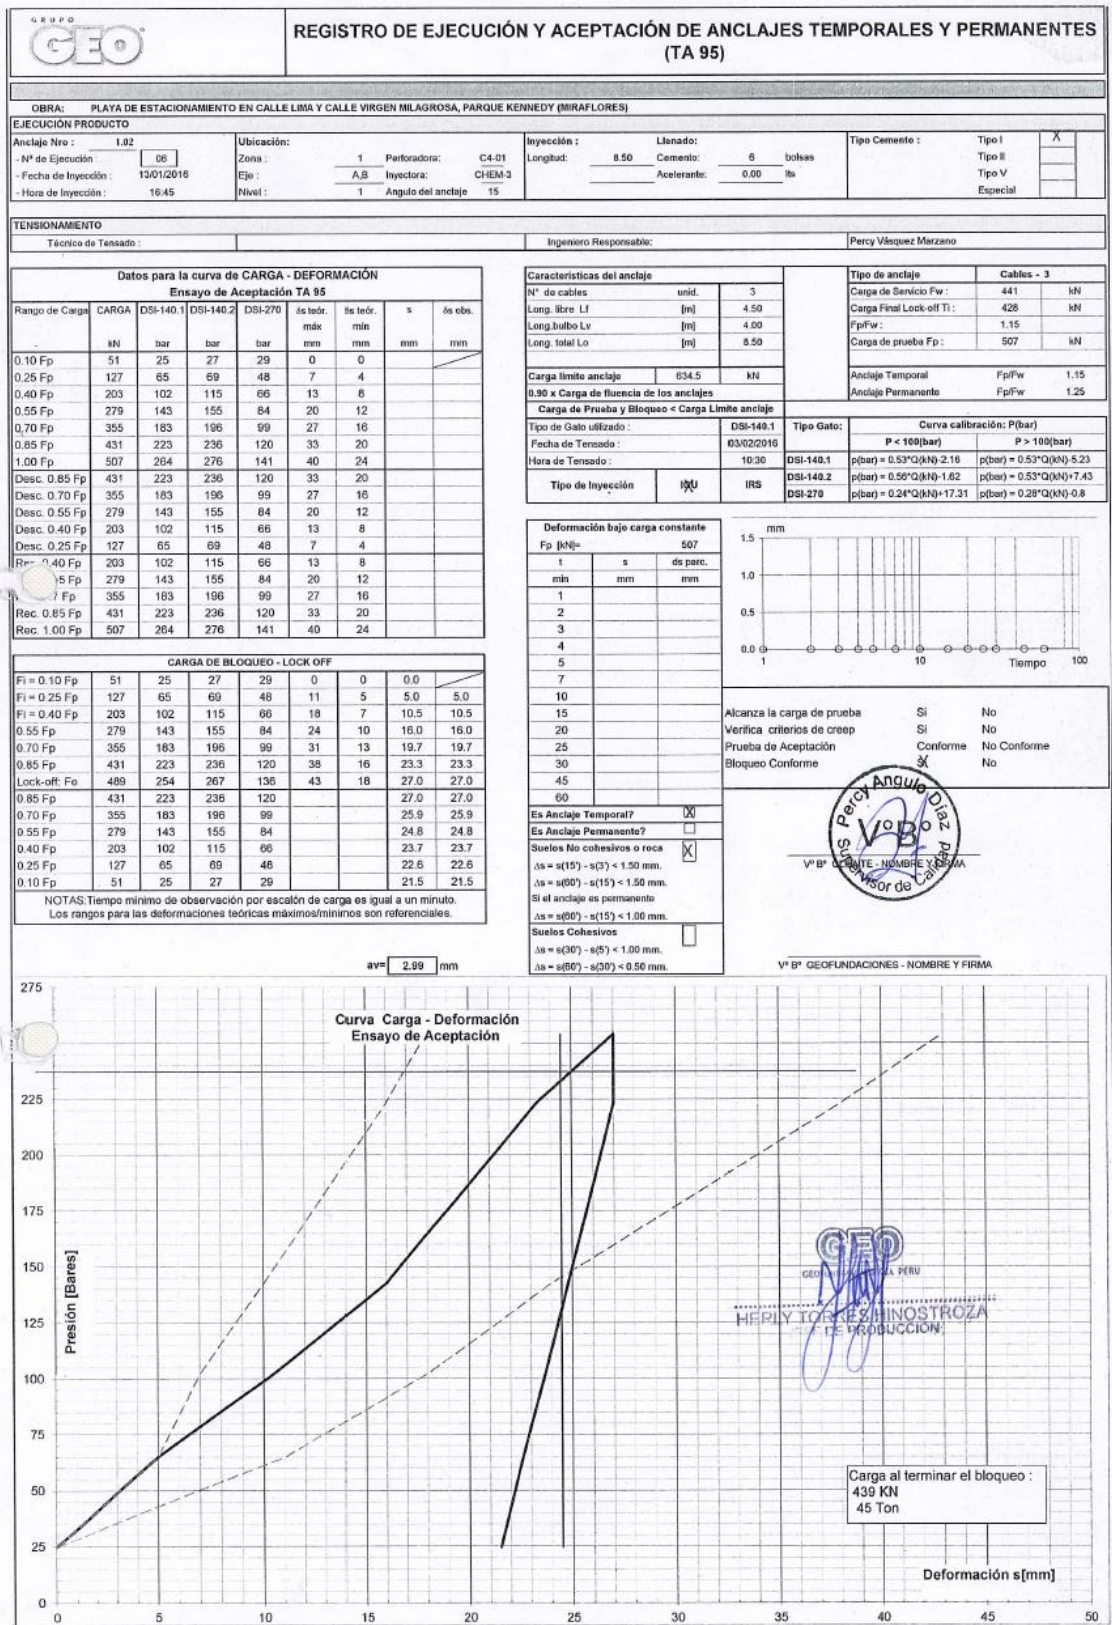 GRUPO
GEO
REGISTRO DE EJECUCIÓN Y ACEPTACIÓN DE ANCLAJES TEMPORALES Y PERMANENTES
(TA 95)
OBRA: PLAYA DE ESTACIONAMIENTO EN CALLE LIMA Y CALLE VIRGEN MILAGROSA, PARQUE KENNEDY (MIRAFLORES)
EJECUCIÓN PRODUCTO
Anclaje Nro : 1.02 Ubicación: Inyección : Llenado: Tipo Cemento : Tipo I X
- Nº de Ejecución 06 Zona : 1 Perforadora: C4-01 Longitud: 8.50 Cemento: 6 bolsas Tipo II
- Fecha de Inyección : 13/01/2016 Eje : A,B Inyectora: CHEM-3 Acelerante: 0.00 lts Tipo V
- Hora de Inyección : 16:45 Nivel : 1 Angulo del anclaje 15 Especial
TENSIONAMIENTO
Técnico de Tensado : Ingeniero Responsable: Percy Vásquez Marzano
Datos para la curva de CARGA - DEFORMACIÓN
Ensayo de Aceptación TA 95
Rango de Carga CARGA DSI-140.1 DSI-140.2 DSI-270 δs teór. δs teór. s δs obs.
máx mín
kN bar bar bar mm mm mm mm
0.10 Fp 51 25 27 29 0 0
0.25 Fp 127 65 69 48 7 4
0.40 Fp 203 102 115 66 13 8
0.55 Fp 279 143 155 84 20 12
0,70 Fp 355 183 196 99 27 16
0.85 Fp 431 223 236 120 33 20
1.00 Fp 507 264 276 141 40 24
Desc. 0.85 Fp 431 223 236 120 33 20
Desc. 0.70 Fp 355 183 196 99 27 16
Desc. 0.55 Fp 279 143 155 84 20 12
Desc. 0.40 Fp 203 102 115 66 13 8
Desc. 0.25 Fp 127 65 69 48 7 4
0.40 Fp 203 102 115 66 13 8
5 Fp 279 143 155 84 20 12
Fp 355 183 196 99 27 16
Rec. 0.85 Fp 431 223 236 120 33 20
Rec. 1.00 Fp 507 264 276 141 40 24
CARGA DE BLOQUEO - LOCK OFF
Fi = 0.10 Fp 51 25 27 29 0 0 0.0
Fi = 0.25 Fp 127 65 69 48 11 5 5.0 5.0
Fi = 0.40 Fp 203 102 115 66 18 7 10.5 10.5
0.55 Fp 279 143 155 84 24 10 16.0 16.0
0.70 Fp 355 183 196 99 31 13 19.7 19.7
0.85 Fp 431 223 236 120 38 16 23.3 23.3
Lock-off: Fo 489 254 267 136 43 18 27.0 27.0
0.85 Fp 431 223 236 120 27.0 27.0
0.70 Fp 355 183 196 99 25.9 25.9
0.55 Fp 279 143 155 84 24.8 24.8
0.40 Fp 203 102 115 66 23.7 23.7
0.25 Fp 127 65 69 48 22.6 22.6
0.10 Fp 51 25 27 29 21.5 21.5
NOTAS:Tiempo mínimo de observación por escalón de carga es igual a un minuto.
Los rangos para las deformaciones teóricas máximos/mínimos son referenciales.
av= 2.99 mm
Características del anclaje
Nº de cables unid. 3
Long. libre Lf [m] 4.50
Long.bulbo Lv [m] 4.00
Long. total Lo [m] 8.50
Carga límite anclaje 634.5 kN
0.90 x Carga de fluencia de los anclajes
Carga de Prueba y Bloqueo < Carga Límite anclaje
Tipo de Gato utilizado : DSI-140.1
Fecha de Tensado : 03/02/2016
Hora de Tensado : 10:30
Tipo de Inyección IRS
Tipo de anclaje Cables - 3
Carga de Servicio Fw : 441 kN
Carga Final Lock-off Ti : 428 kN
Fp/Fw : 1.15
Carga de prueba Fp : 507 kN
Anclaje Temporal Fp/Fw 1.15
Anclaje Permanente Fp/Fw 1.25
Tipo Gato: Curva calibración: P(bar)
P < 100(bar) P > 100(bar)
DSI-140.1 p(bar) = 0.53*Q(kN)-2.16 p(bar) = 0.53*Q(kN)-5.23
DSI-140.2 p(bar) = 0.56*Q(kN)-1.62 p(bar) = 0.53*Q(kN)+7.43
DSI-270 p(bar) = 0.24*Q(kN)+17.31 p(bar) = 0.28*Q(kN)-0.8
Deformación bajo carga constante
Fp [kN]= 507
t s ds parc.
min mm mm
1
2
3
4
5
7
10
15
20
25
30
45
60
Es Anclaje Temporal? X
Es Anclaje Permanente?
Suelos No cohesivos o roca X
Δs = s(15') - s(3') < 1.50 mm.
Δs = s(60') - s(15') < 1.50 mm.
Si el anclaje es permanente
Δs = s(60') - s(15') < 1.00 mm.
Suelos Cohesivos
Δs = s(30') - s(5') < 1.00 mm.
Δs = s(60') - s(30') < 0.50 mm.
mm
1.5
1.0
0.5
0.0
1 10 100
Tiempo
Alcanza la carga de prueba Si No
Verifica criterios de creep Si No
Prueba de Aceptación Conforme No Conforme
Bloqueo Conforme No
Percy Angulo Díaz
VºBº
Supervisor de Calidad
Vº Bº CLIENTE - NOMBRE Y FIRMA
Vº Bº GEOFUNDACIONES - NOMBRE Y FIRMA
Curva Carga - Deformación
Ensayo de Aceptación
Presión [Bares]
275
225
200
175
150
125
100
75
50
25
0
0 5 10 15 20 25 30 35 40 45 50
GEO
HERLY TORRES HINOSTROZA
DE PRODUCCIÓN
Carga al terminar el bloqueo :
439 KN
45 Ton
Deformación s[mm]